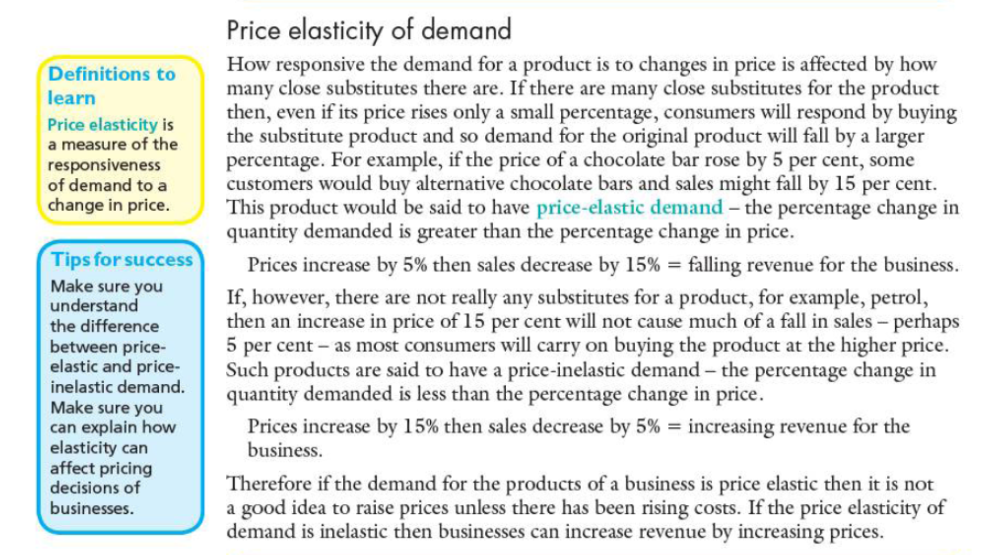 Price elasticity of demand
Definitions to
learn
Price elasticity is
a measure of the
responsiveness
of demand to a
change in price.
Tips for success
Make sure you
understand
the difference
between price-
elastic and price-
inelastic demand.
Make sure you
can explain how
elasticity can
affect pricing
decisions of
businesses.
How responsive the demand for a product is to changes in price is affected by how
many close substitutes there are. If there are many close substitutes for the product
then, even if its price rises only a small percentage, consumers will respond by buying
the substitute product and so demand for the original product will fall by a larger
percentage. For example, if the price of a chocolate bar rose by 5 per cent, some
customers would buy alternative chocolate bars and sales might fall by 15 per cent.
This product would be said to have price-elastic demand – the percentage change in
quantity demanded is greater than the percentage change in price.
Prices increase by 5% then sales decrease by 15% = falling revenue for the business.
If, however, there are not really any substitutes for a product, for example, petrol,
then an increase in price of 15 per cent will not cause much of a fall in sales – perhaps
5 per cent – as most consumers will carry on buying the product at the higher price.
Such products are said to have a price-inelastic demand – the percentage change in
quantity demanded is less than the percentage change in price.
Prices increase by 15% then sales decrease by 5% = increasing revenue for the
business.
Therefore if the demand for the products of a business is price elastic then it is not
a good idea to raise prices unless there has been rising costs. If the price elasticity of
demand is inelastic then businesses can increase revenue by increasing prices.